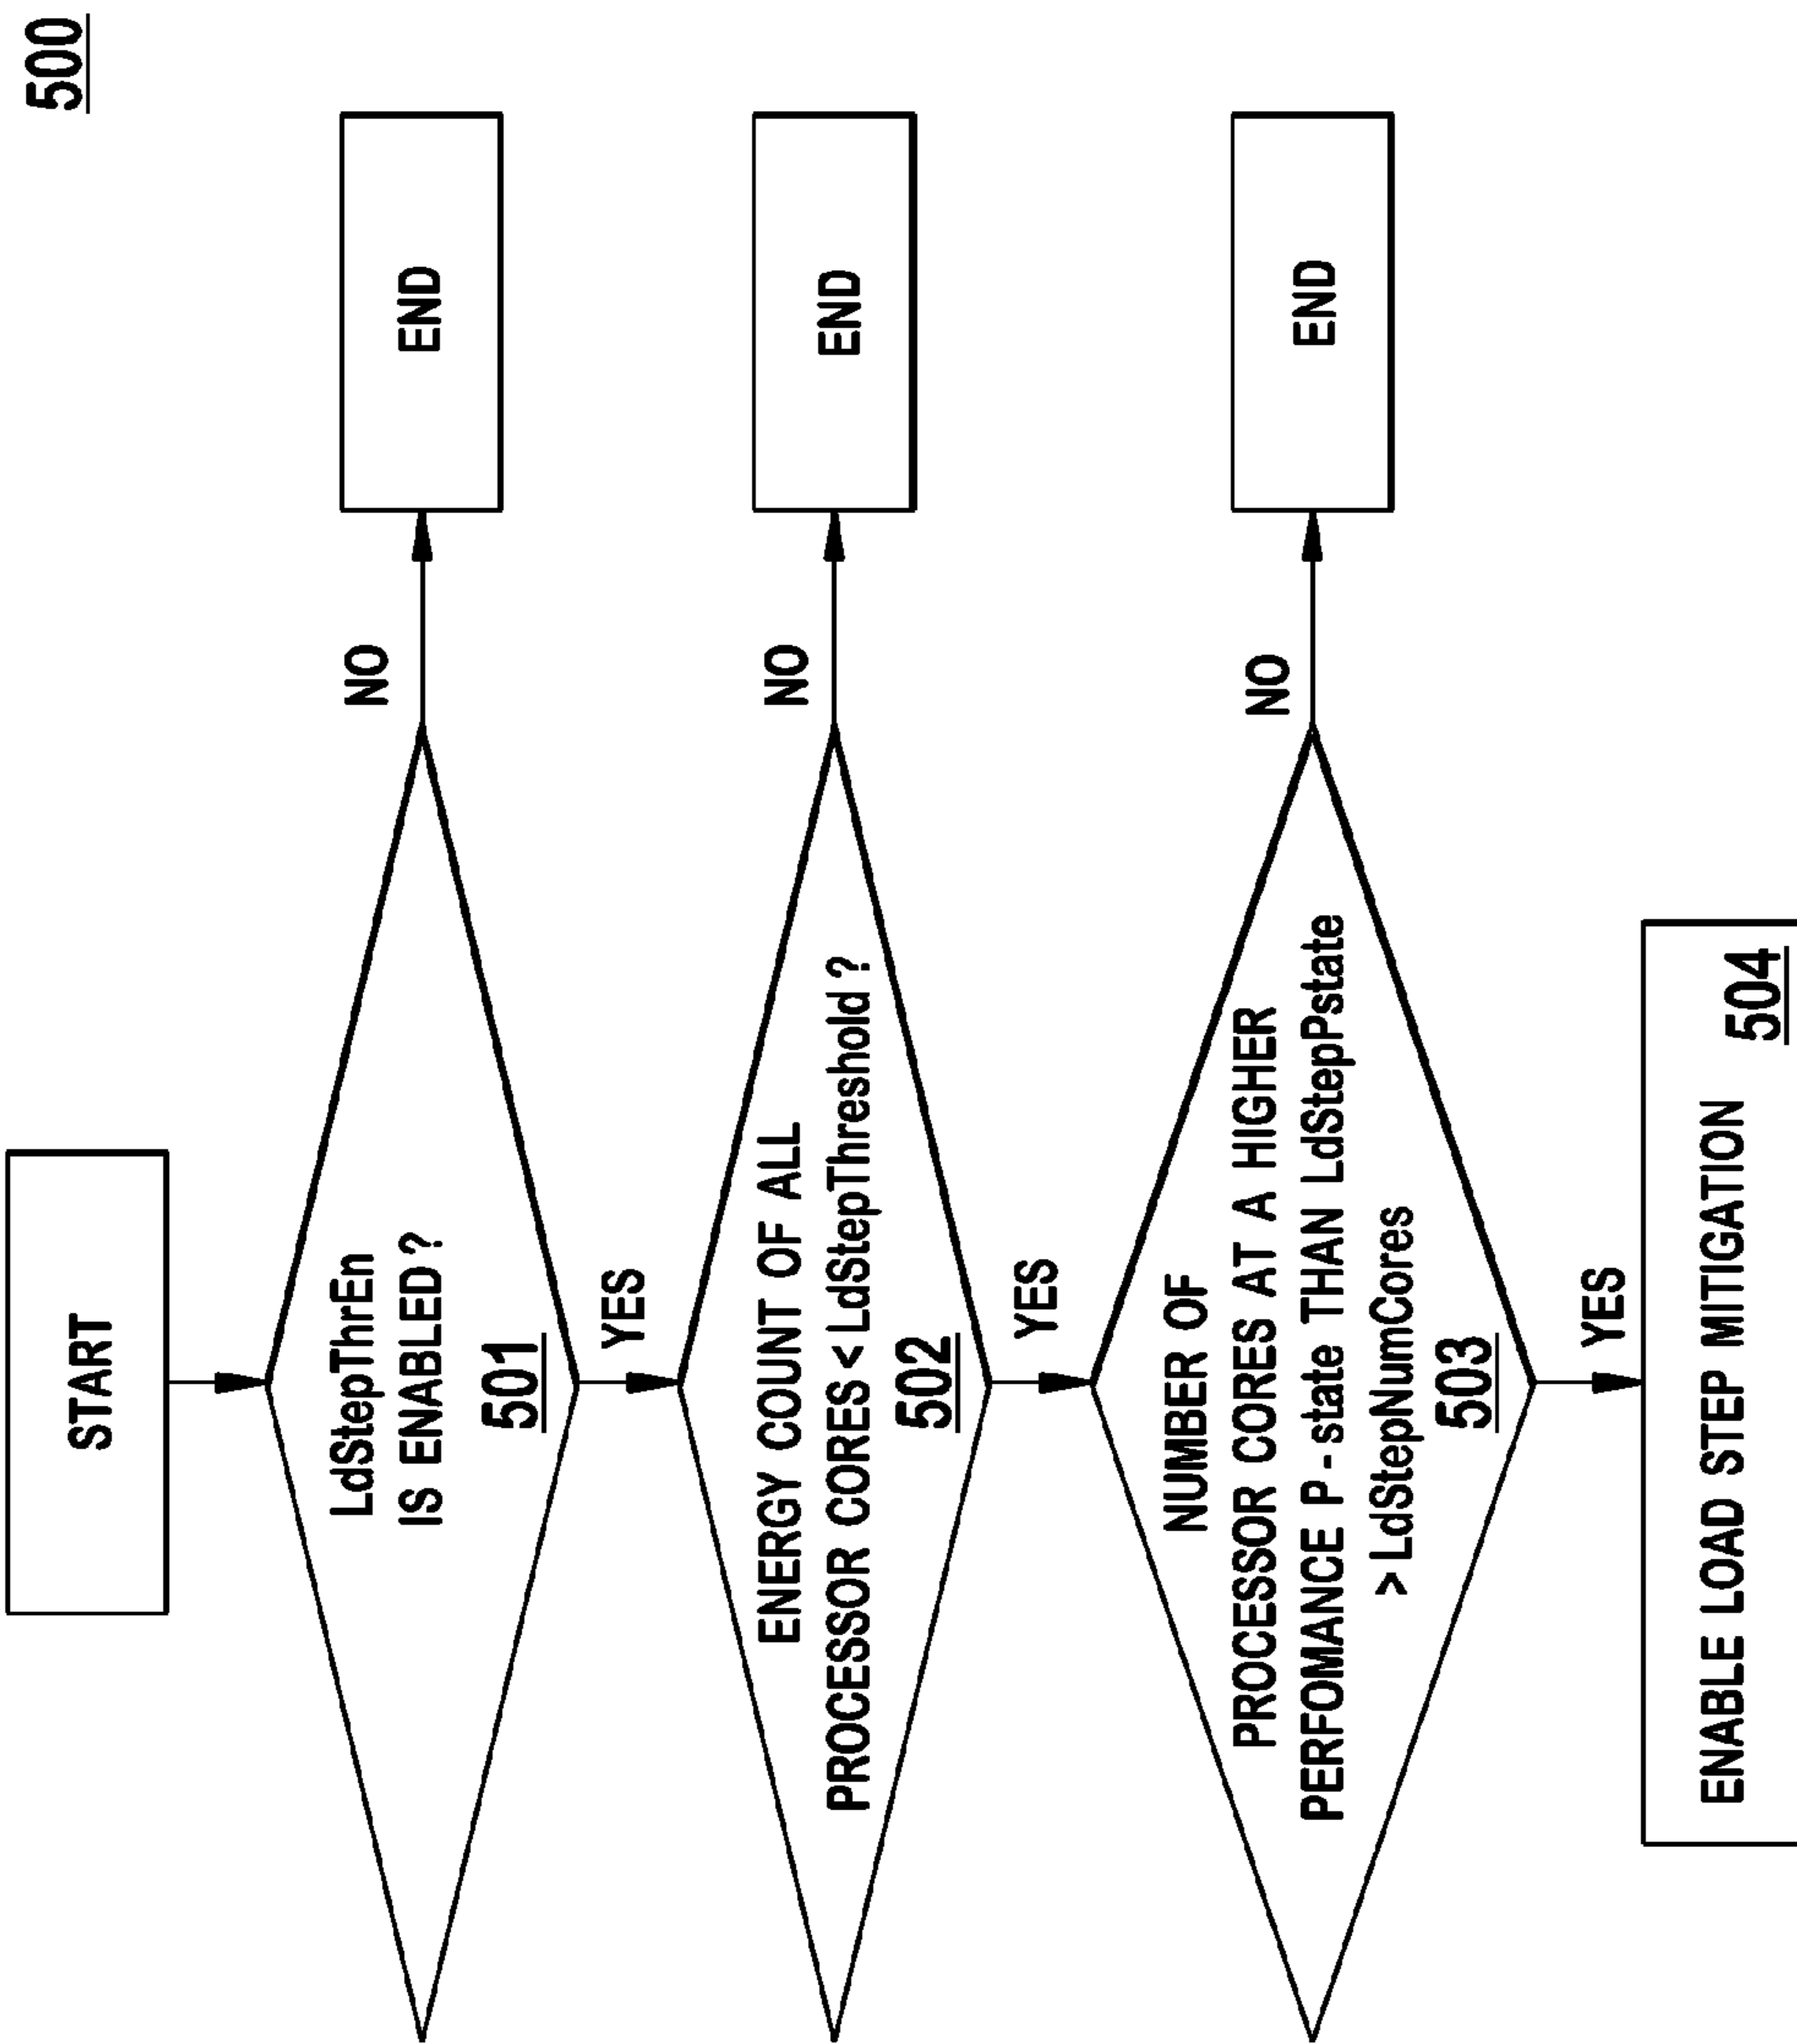 500
START
LdStepThrEn
IS ENABLED ?
501
NO
END
YES
ENERGY COUNT OF ALL
PROCESSOR CORES < LdStepThreshold ?
502
NO
END
YES
NUMBER OF
PROCESSOR CORES AT A HIGHER
PERFOMANCE P-state THAN LdStepPstate
> LdStepNumCores
503
NO
END
YES
ENABLE LOAD STEP MITIGATION
504